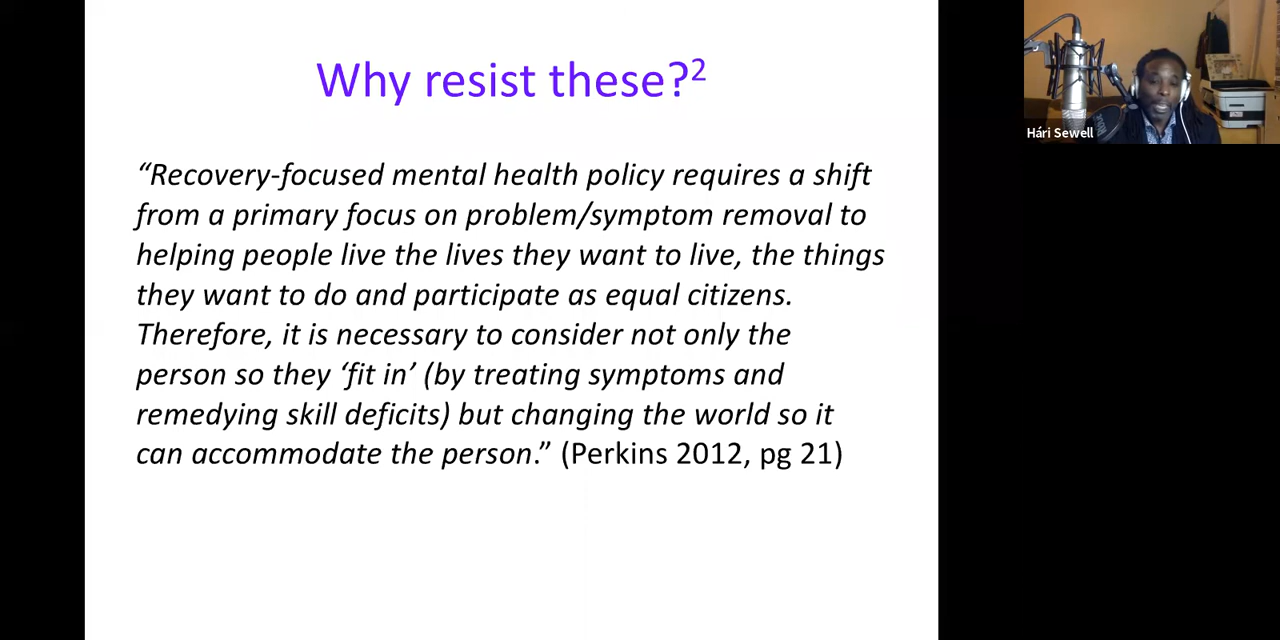 Why resist these?²
“Recovery-focused mental health policy requires a shift
from a primary focus on problem/symptom removal to
helping people live the lives they want to live, the things
they want to do and participate as equal citizens.
Therefore, it is necessary to consider not only the
person so they ‘fit in’ (by treating symptoms and
remedying skill deficits) but changing the world so it
can accommodate the person.” (Perkins 2012, pg 21)
Hári Sewell